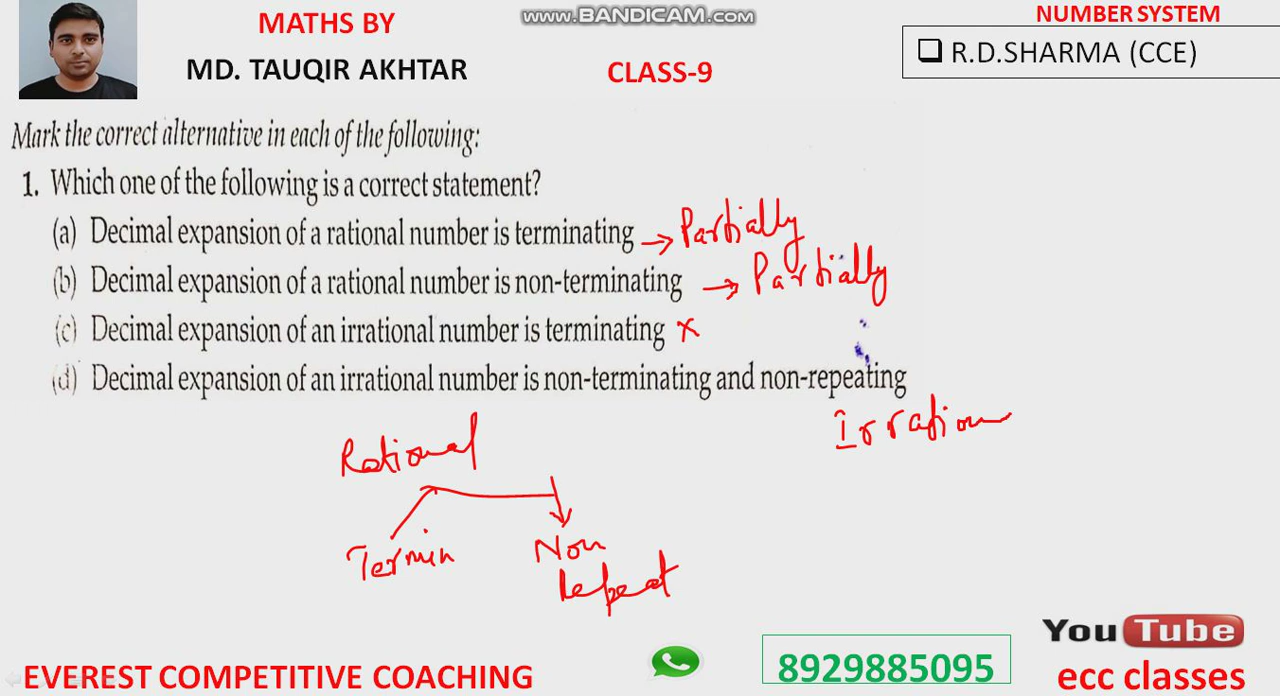 www.BANDICAM.com
MATHS BY
MD. TAUQIR AKHTAR
CLASS-9
NUMBER SYSTEM
❑ R.D.SHARMA (CCE)
Mark the correct alternative in each of the following:
1. Which one of the following is a correct statement?
(a) Decimal expansion of a rational number is terminating → Partially
(b) Decimal expansion of a rational number is non-terminating → Partially
(c) Decimal expansion of an irrational number is terminating ×
(d) Decimal expansion of an irrational number is non-terminating and non-repeating
Rational
Irration
Termin
Non
repeat
EVEREST COMPETITIVE COACHING
8929885095
YouTube
ecc classes